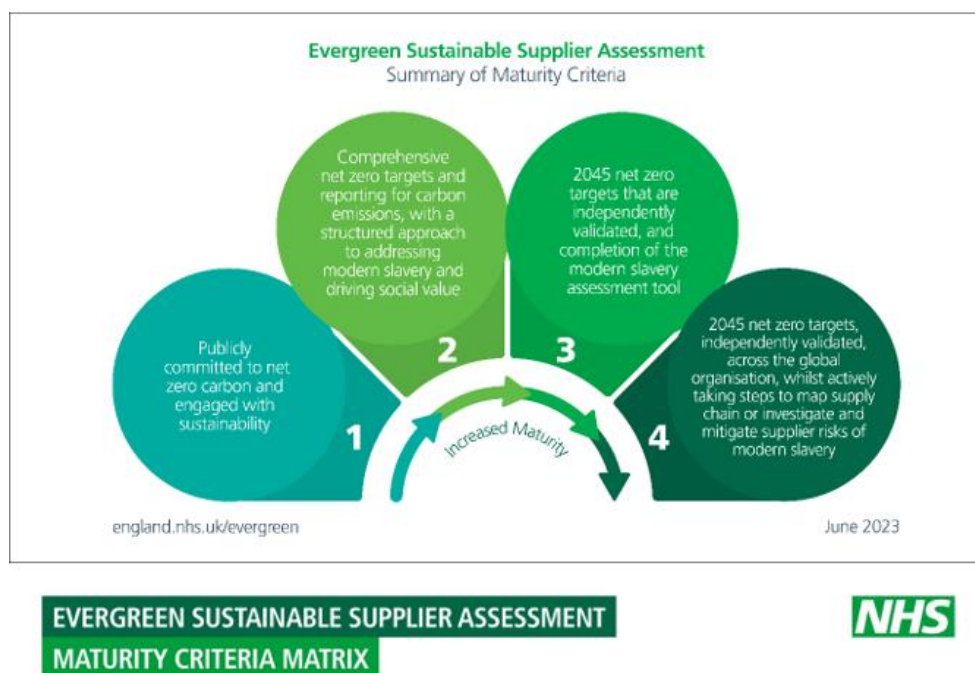 Evergreen Sustainable Supplier Assessment
Summary of Maturity Criteria
Publicly
committed to net
zero carbon and
engaged with
sustainability
1
Comprehensive
net zero targets and
reporting for carbon
emissions, with a
structured approach
to addressing
modern slavery and
driving social value
2
2045 net zero
targets that are
independently
validated, and
completion of the
modern slavery
assessment tool
3
2045 net zero targets,
independently validated,
across the global
organisation, whilst actively
taking steps to map supply
chain or investigate and
mitigate supplier risks of
modern slavery
4
Increased Maturity
england.nhs.uk/evergreen
June 2023
EVERGREEN SUSTAINABLE SUPPLIER ASSESSMENT
MATURITY CRITERIA MATRIX
NHS